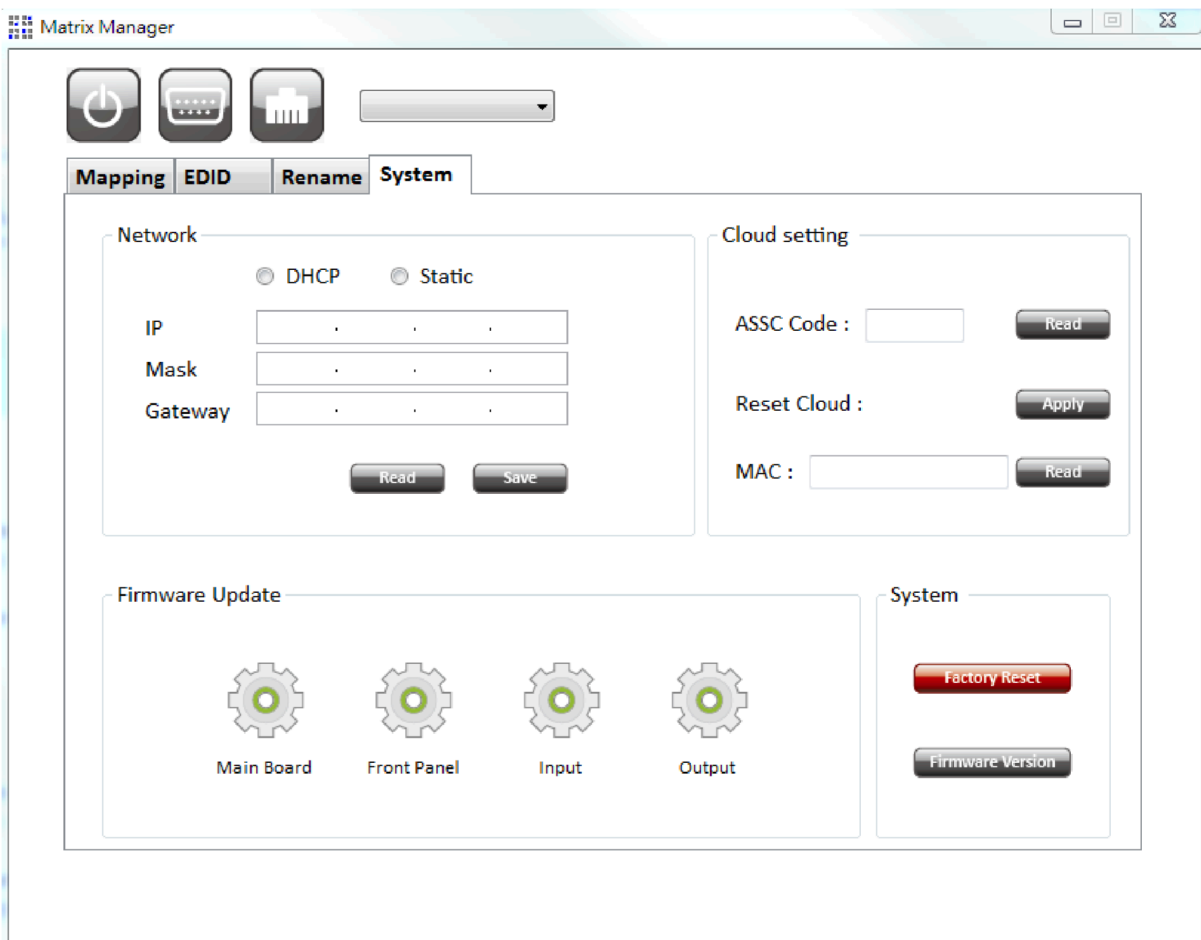 Matrix Manager
Mapping EDID Rename System
Network
DHCP Static
IP . . .
Mask . . .
Gateway . . .
Read Save
Cloud setting
ASSC Code : Read
Reset Cloud : Apply
MAC : Read
Firmware Update
Main Board Front Panel Input Output
System
Factory Reset
Firmware Version